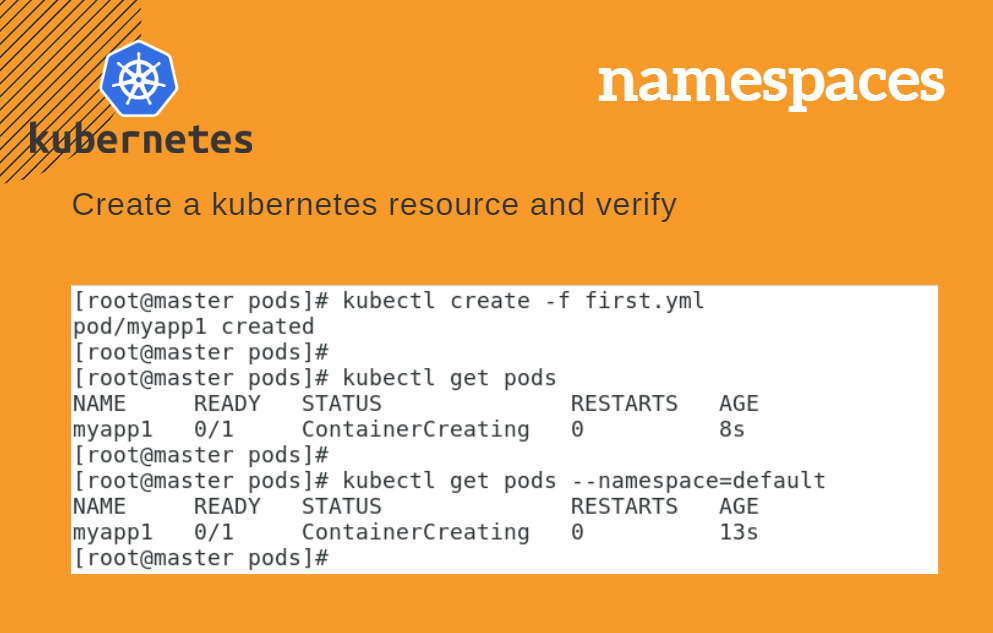 namespaces
kubernetes
Create a kubernetes resource and verify
[root@master pods]# kubectl create -f first.yml
pod/myapp1 created
[root@master pods]#
[root@master pods]# kubectl get pods
NAME     READY   STATUS              RESTARTS   AGE
myapp1   0/1     ContainerCreating   0          8s
[root@master pods]#
[root@master pods]# kubectl get pods --namespace=default
NAME     READY   STATUS              RESTARTS   AGE
myapp1   0/1     ContainerCreating   0          13s
[root@master pods]#